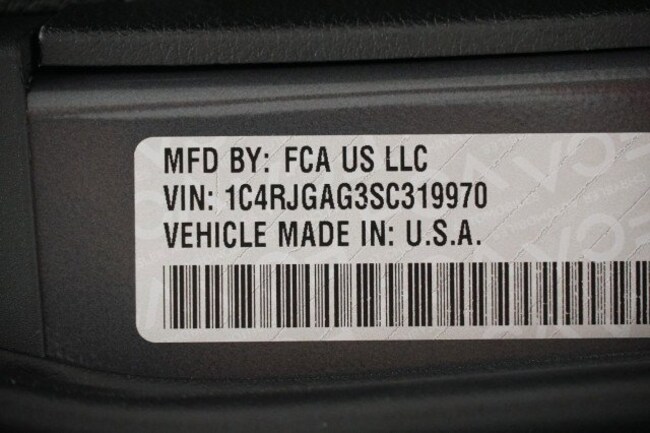 MFD BY: FCA US LLC
VIN: 1C4RJGAG3SC319970
VEHICLE MADE IN: U.S.A.